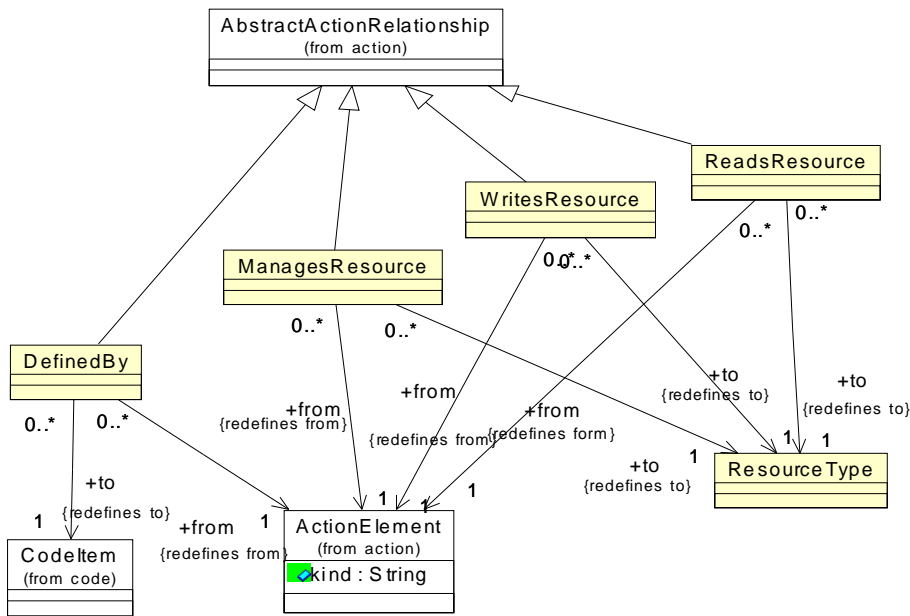 AbstractActionRelationship
(from action)
ReadsResource
WritesResource
0..*
0..*
ManagesResource
0..*
0..*
0..*
0..*
DefinedBy
0..*
0..*
+to
{redefines to}
+to
{redefines to}
+from
{redefines from}
+from
{redefines from}
+from
{redefines form}
1
1
1
+to
{redefines to}
ResourceType
+to
{redefines to}
1
+from
{redefines from}
1
1
1
1
ActionElement
(from action)
kind : String
CodeItem
(from code)